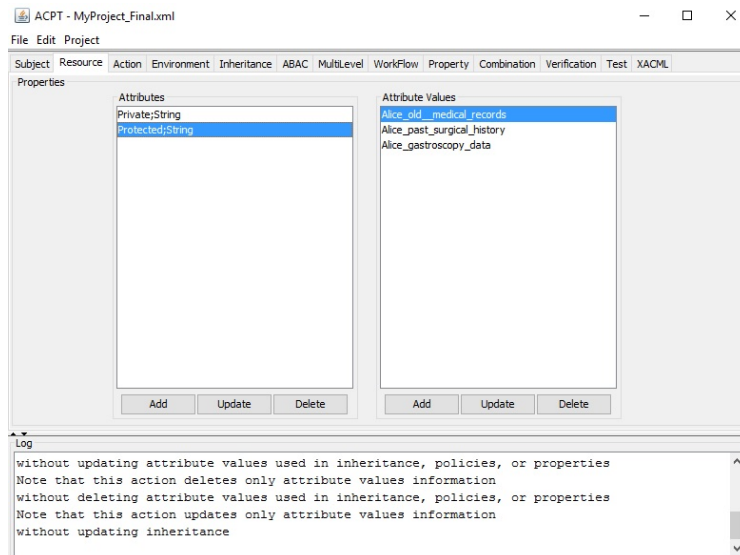 ACPT - MyProject_Final.xml
File Edit Project
Subject Resource Action Environment Inheritance ABAC MultiLevel WorkFlow Property Combination Verification Test XACML
Properties
Attributes
Private;String
Protected;String
Add Update Delete
Attribute Values
Alice_old__medical_records
Alice_past_surgical_history
Alice_gastroscopy_data
Add Update Delete
Log
without updating attribute values used in inheritance, policies, or properties
Note that this action deletes only attribute values information
without deleting attribute values used in inheritance, policies, or properties
Note that this action updates only attribute values information
without updating inheritance